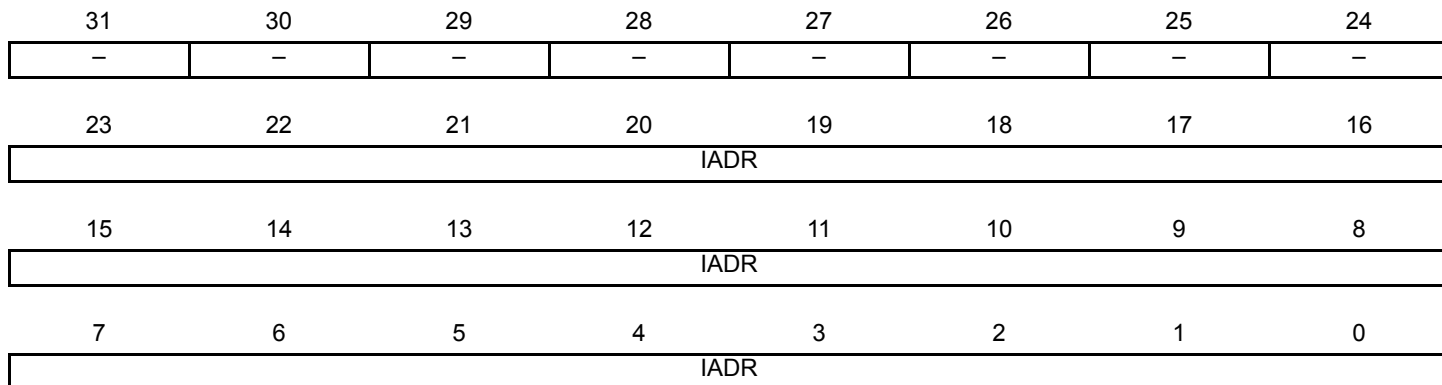 31 30 29 28 27 26 25 24
– – – – – – – –
23 22 21 20 19 18 17 16
IADR
15 14 13 12 11 10 9 8
IADR
7 6 5 4 3 2 1 0
IADR